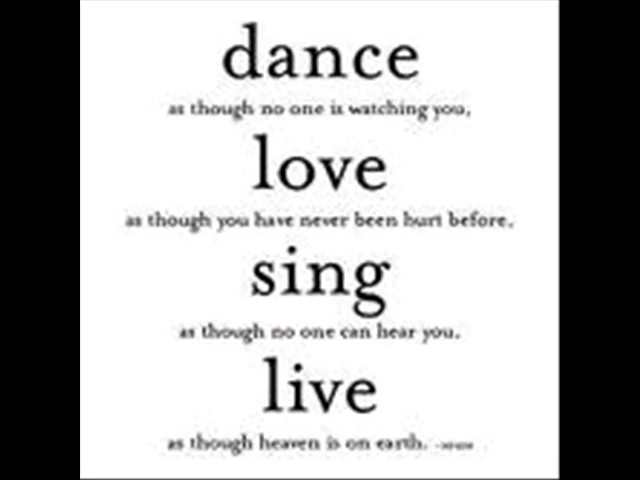 dance
as though no one is watching you,
love
as though you have never been hurt before,
sing
as though no one can hear you,
live
as though heaven is on earth.